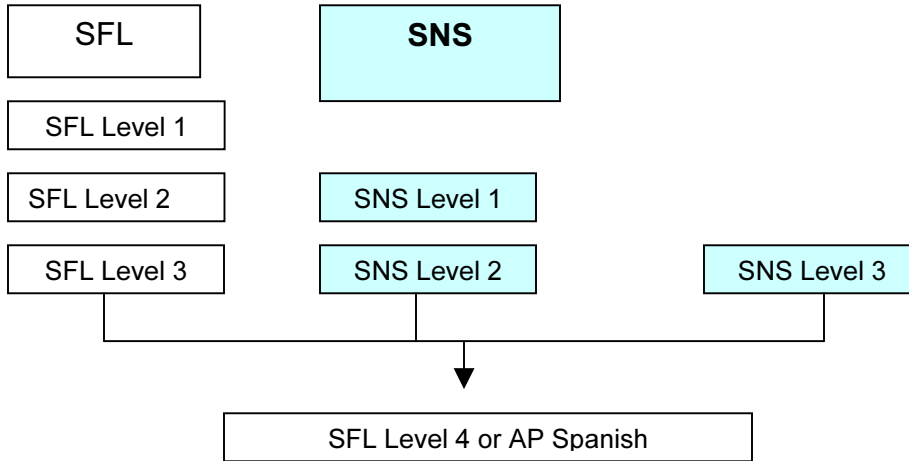 SFL
SNS
SFL Level 1
SFL Level 2
SNS Level 1
SFL Level 3
SNS Level 2
SNS Level 3
SFL Level 4 or AP Spanish